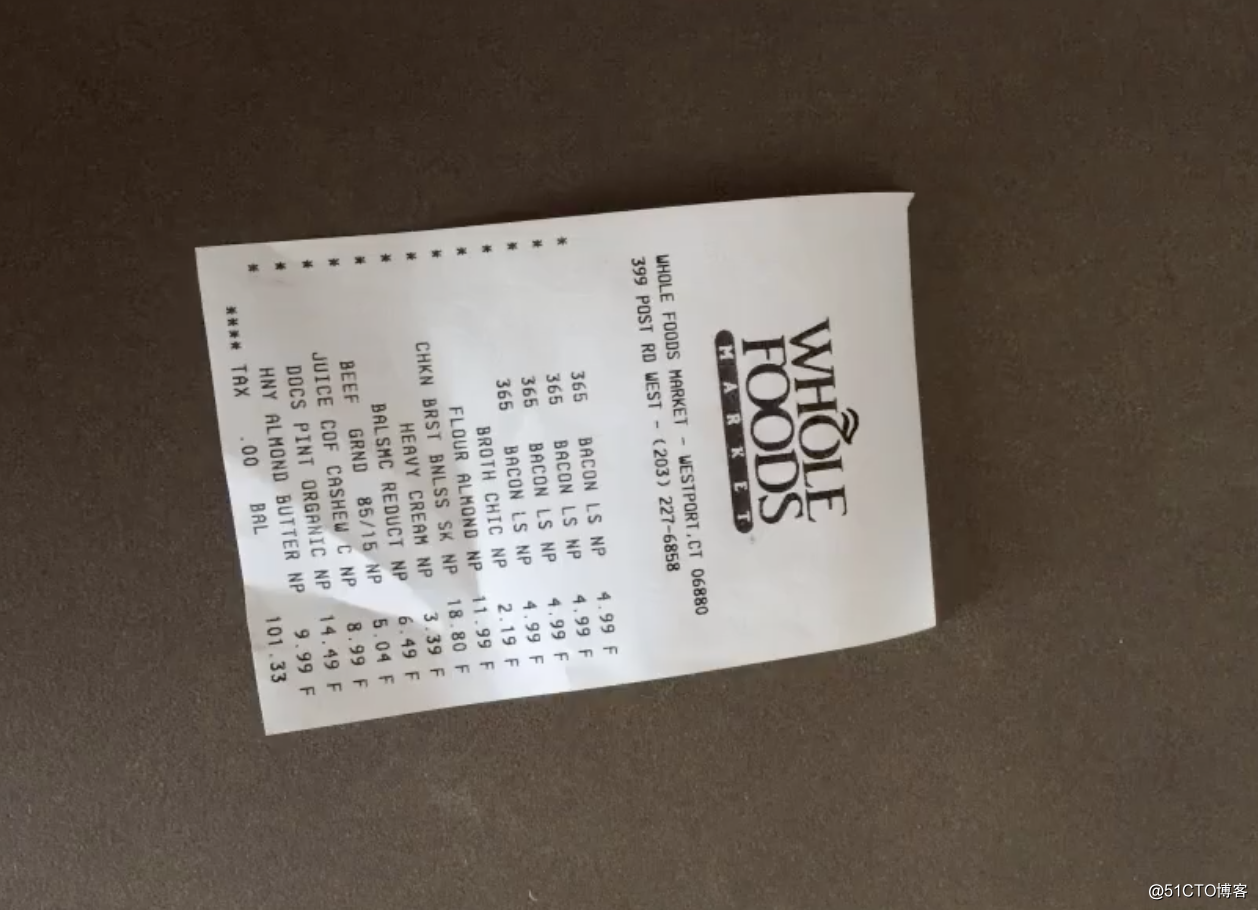 WHOLE
FOODS
MARKET
WHOLE FOODS MARKET - WESTPORT,CT 06880
399 POST RD WEST - (203) 227-6858
* 365 BACON LS NP 4.99 F
* 365 BACON LS NP 4.99 F
* 365 BACON LS NP 4.99 F
* 365 BACON LS NP 4.99 F
* BROTH CHIC NP 2.19 F
* FLOUR ALMOND NP 11.99 F
* CHKN BRST BNLSS SK NP 18.80 F
* HEAVY CREAM NP 3.39 F
* BALSMC REDUCT NP 6.49 F
* BEEF GRND 85/15 NP 5.04 F
* JUICE COF CASHEW C NP 8.99 F
* DOCS PINT ORGANIC NP 14.49 F
* HNY ALMOND BUTTER NP 9.99 F
**** TAX .00 BAL 101.33
@51CTO博客